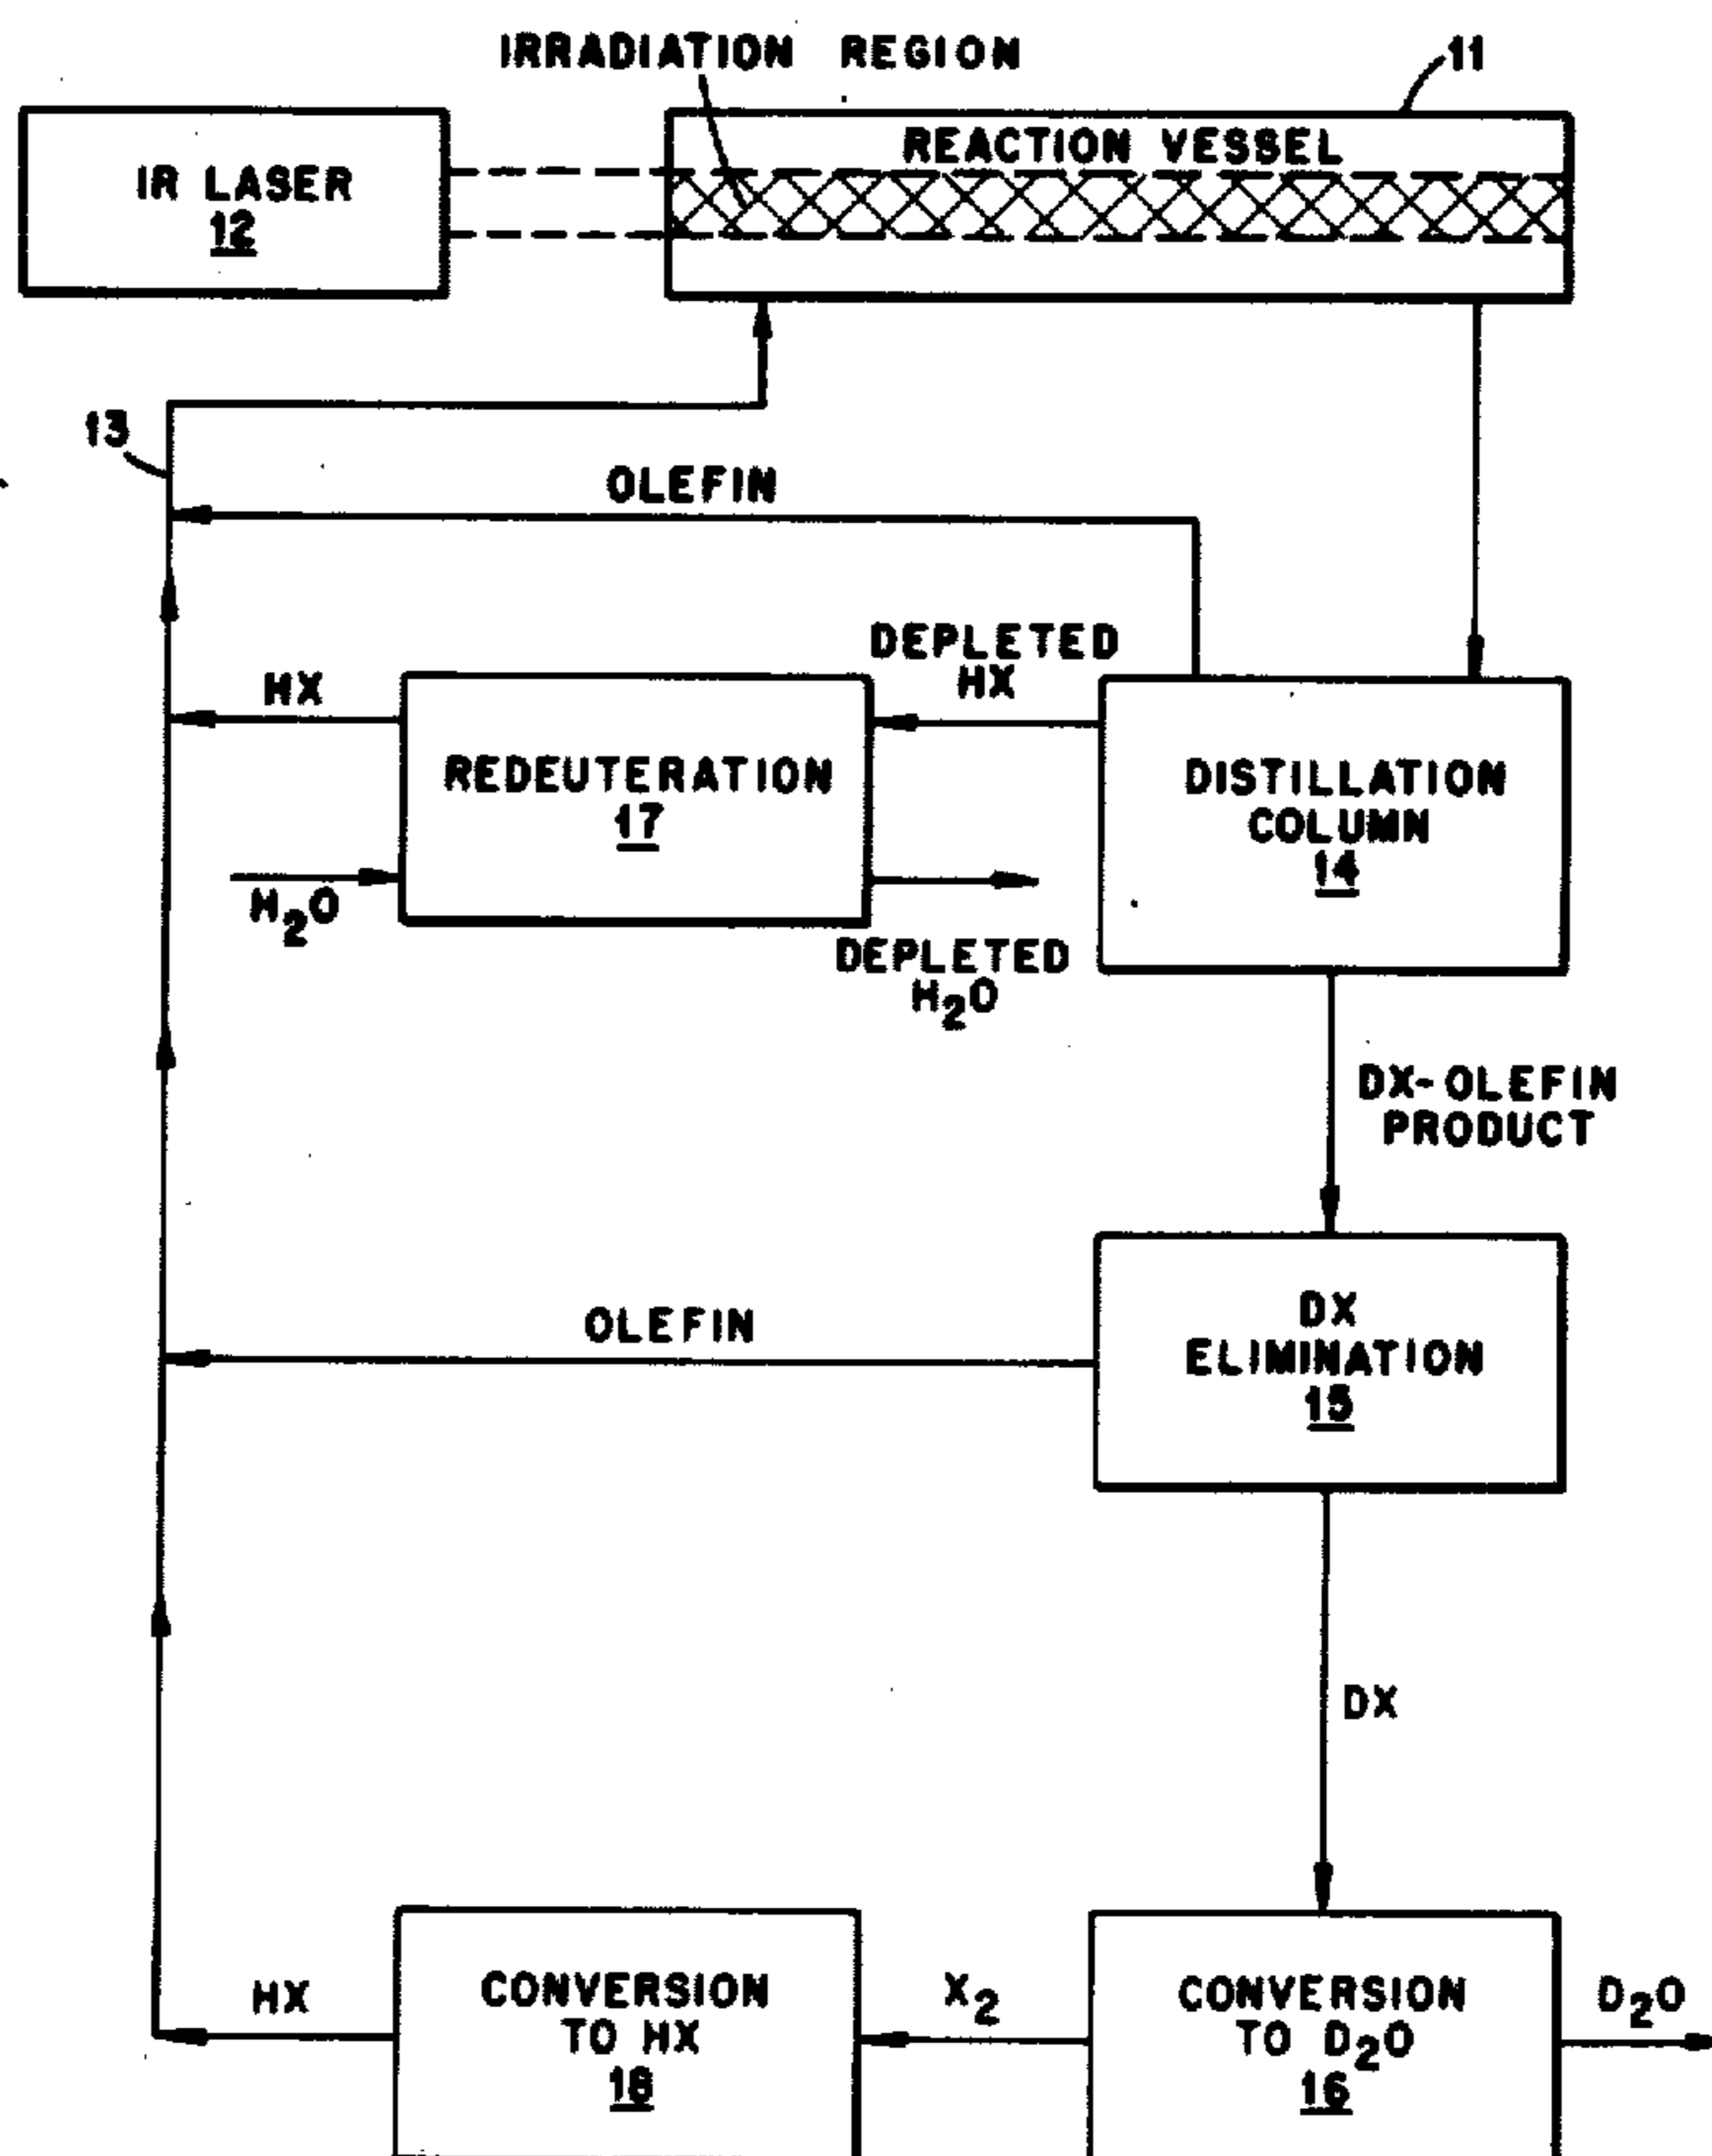 IRRADIATION REGION
11
REACTION VESSEL
IR LASER
12
13
OLEFIN
DEPLETED
HX
HX
REDEUTERATION
17
DISTILLATION
COLUMN
14
H2O
DEPLETED
H2O
DX-OLEFIN
PRODUCT
DX
ELIMINATION
15
OLEFIN
DX
CONVERSION
TO HX
18
HX
X2
CONVERSION
TO D2O
16
D2O